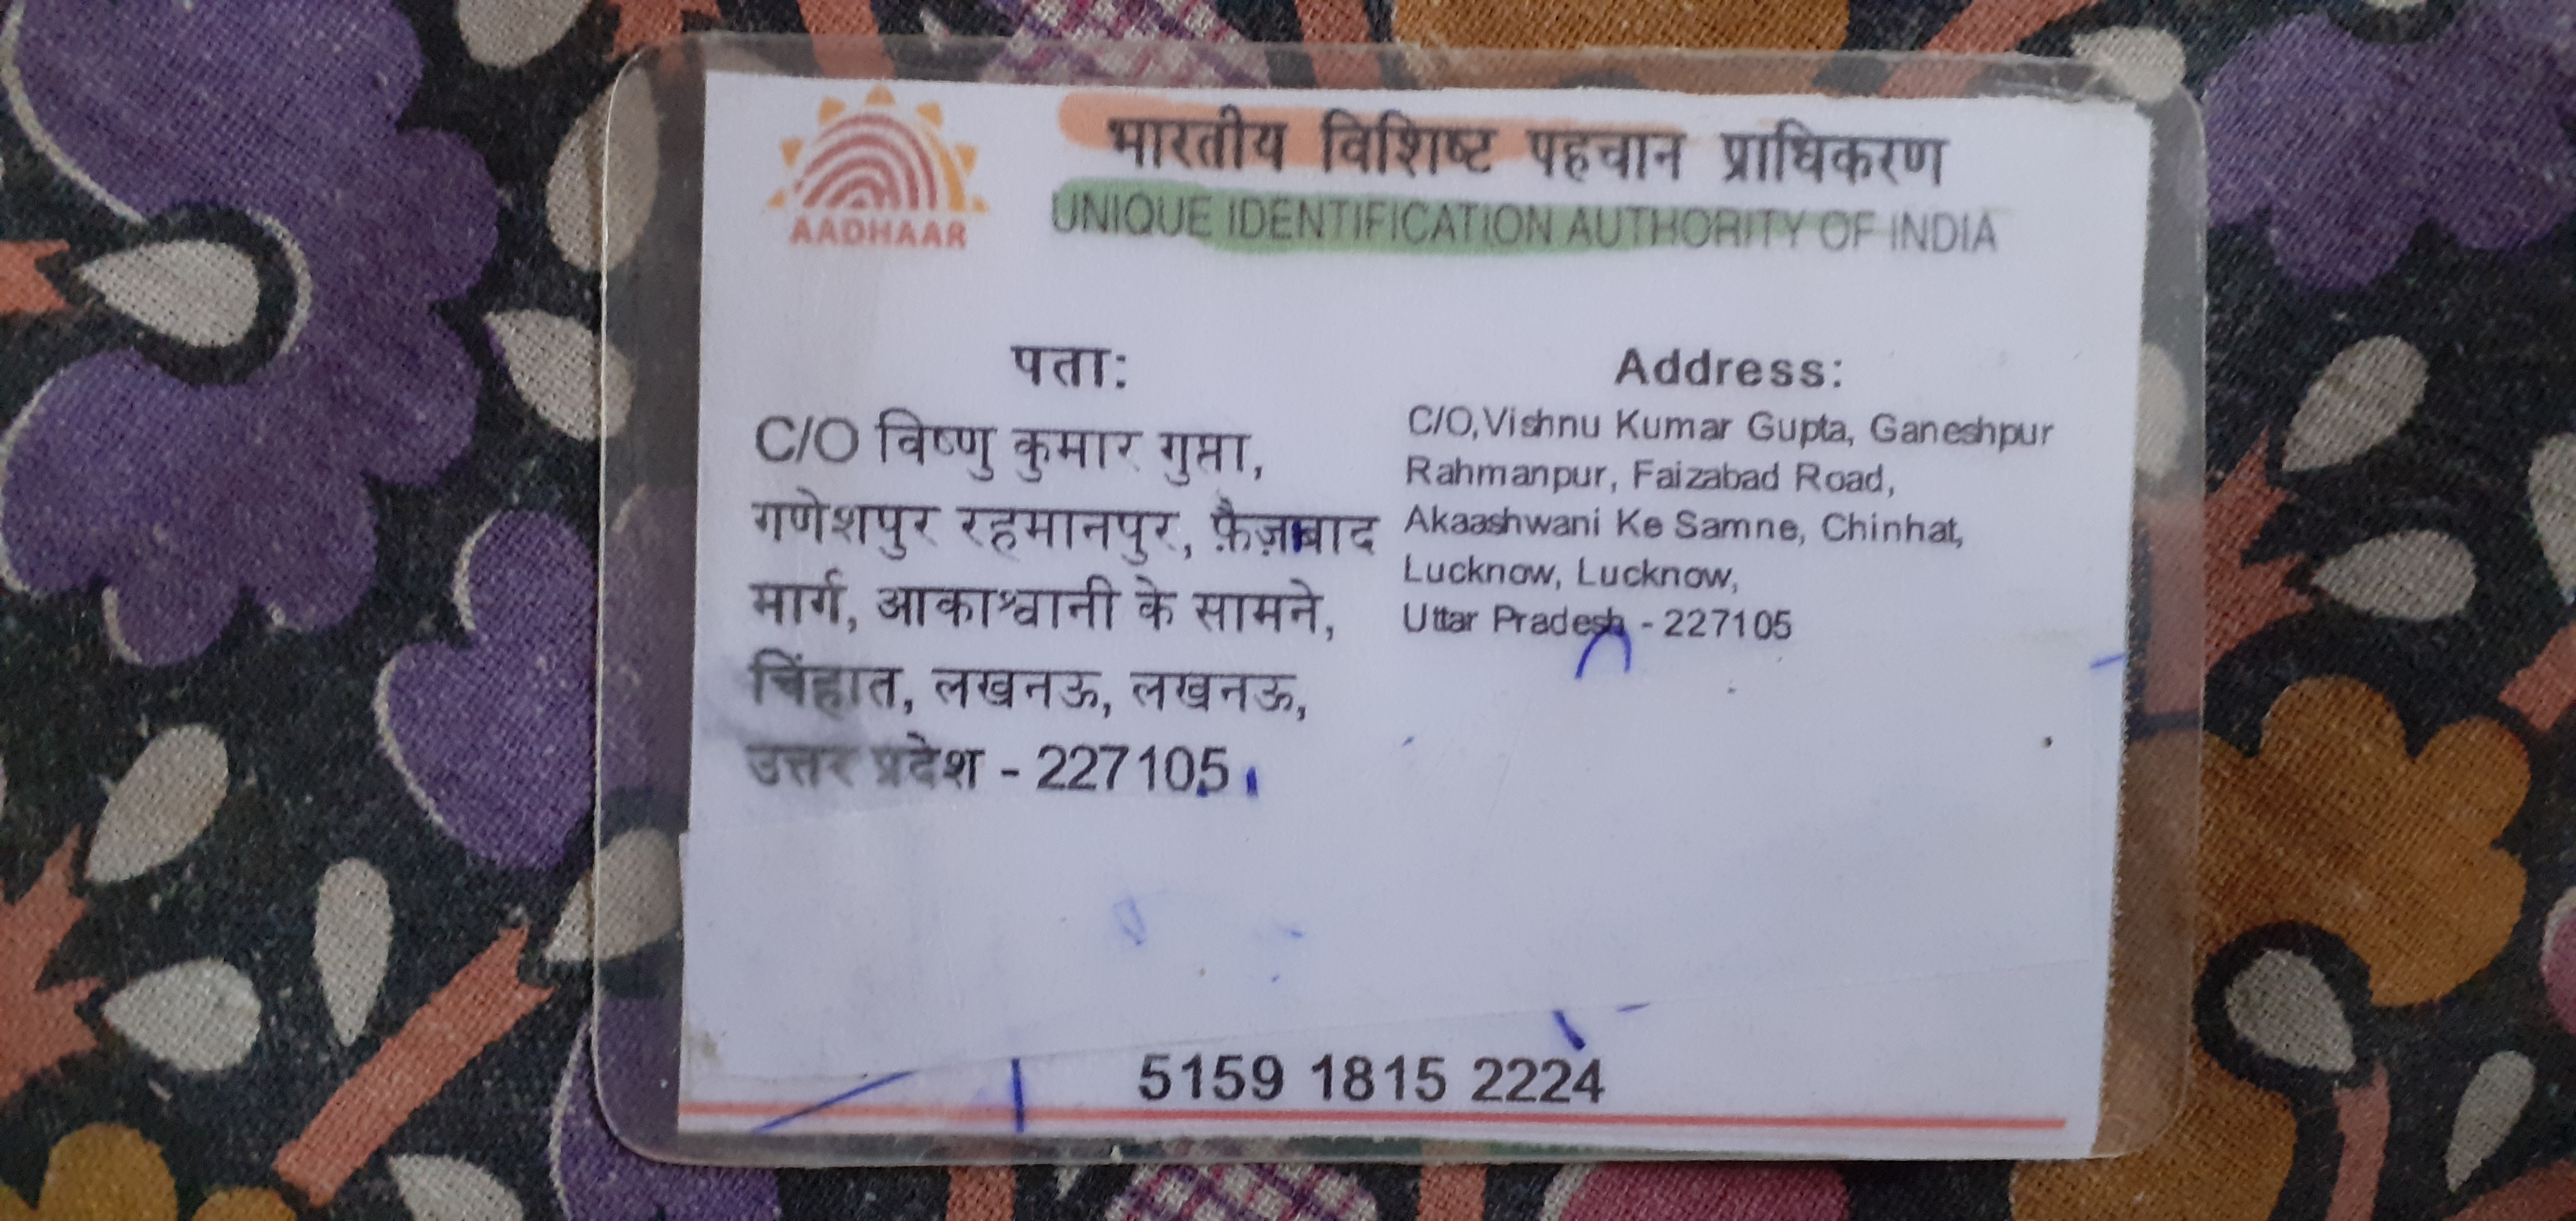 भारतीय विशिष्ट पहचान प्राधिकरण
AADHAAR
UNIQUE IDENTIFICATION AUTHORITY OF INDIA
पता:
C/O विष्णु कुमार गुप्ता,
गणेशपुर रहमानपुर, फ़ैज़ाबाद
मार्ग, आकाश्वानी के सामने,
चिंहात, लखनऊ, लखनऊ,
उत्तर प्रदेश - 227105
Address:
C/O,Vishnu Kumar Gupta, Ganeshpur
Rahmanpur, Faizabad Road,
Akaashwani Ke Samne, Chinhat,
Lucknow, Lucknow,
Uttar Pradesh - 227105
5159 1815 2224